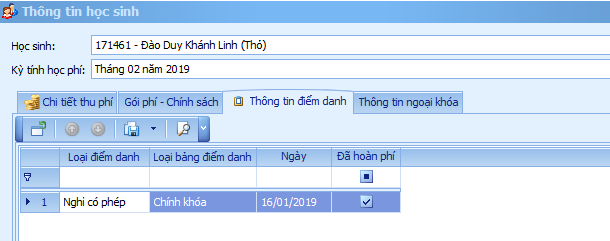 Thông tin học sinh
Học sinh: 171461 - Đào Duy Khánh Linh (Thỏ)
Kỳ tính học phí: Tháng 02 năm 2019
Chi tiết thu phí Gói phí - Chính sách Thông tin điểm danh Thông tin ngoại khóa
Loại điểm danh Loại bảng điểm danh Ngày Đã hoàn phí
1 Nghỉ có phép Chính khóa 16/01/2019